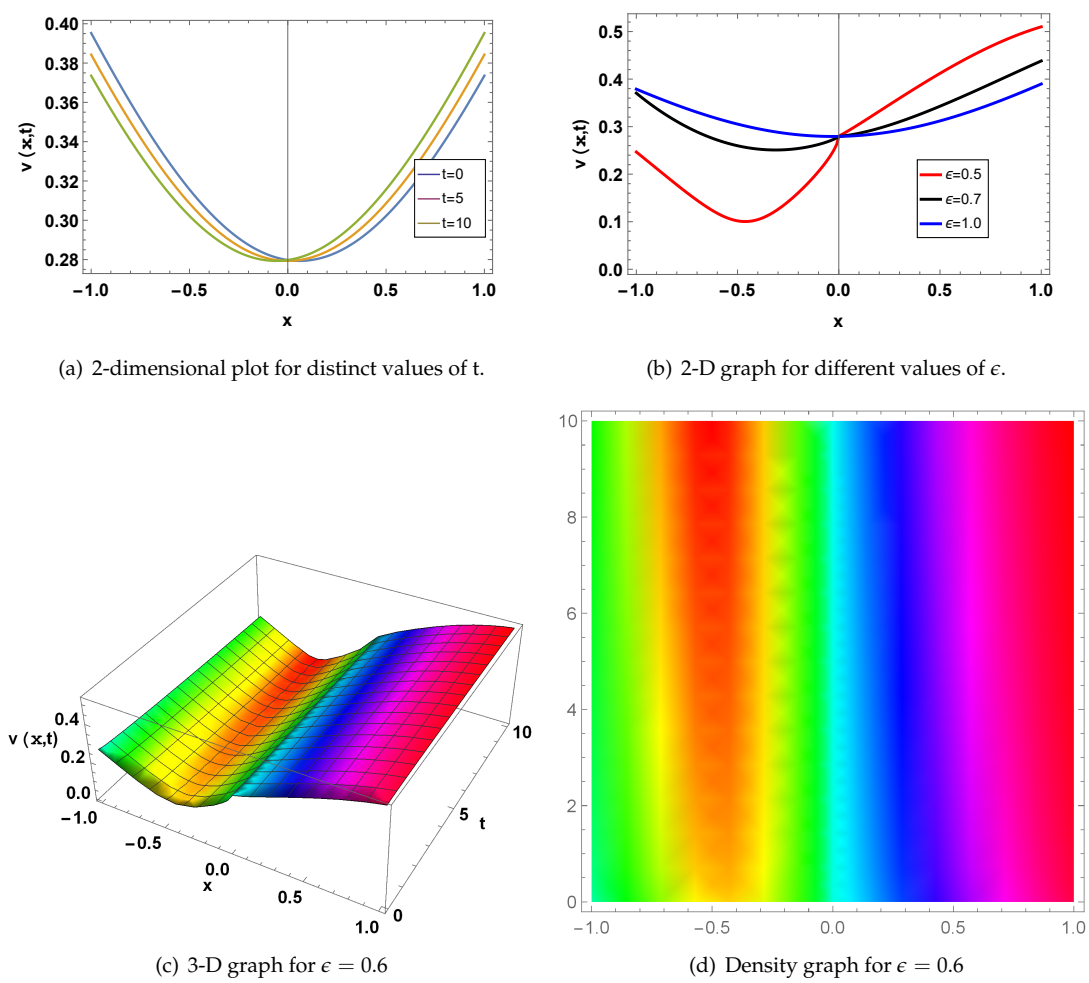 0.40
0.38
0.36
0.34
0.32
0.30
0.28
v (x,t)
t=0
t=5
t=10
−1.0 −0.5 0.0 0.5 1.0
x
(a) 2-dimensional plot for distinct values of t.
0.5
0.4
0.3
0.2
0.1
0.0
v (x,t)
ϵ=0.5
ϵ=0.7
ϵ=1.0
−1.0 −0.5 0.0 0.5 1.0
x
(b) 2-D graph for different values of ϵ.
0.4
v (x,t)
0.2
0.0
−1.0
−0.5
0.0
x
0.5
1.0
0
5
t
10
(c) 3-D graph for ϵ = 0.6
10
8
6
4
2
0
−1.0 −0.5 0.0 0.5 1.0
(d) Density graph for ϵ = 0.6